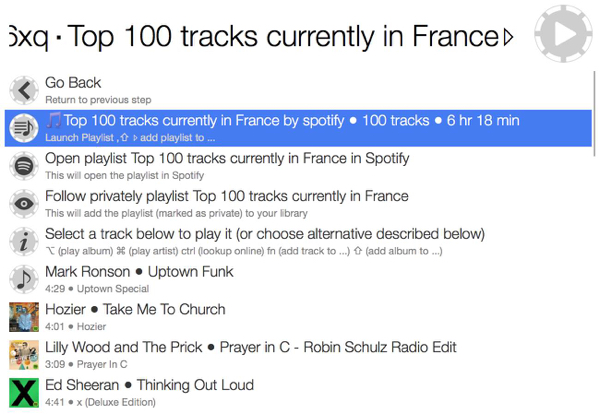 6xq · Top 100 tracks currently in France▹
Go Back
Return to previous step
🎵Top 100 tracks currently in France by spotify ● 100 tracks ● 6 hr 18 min
Launch Playlist ,⇧ ▹ add playlist to ...
Open playlist Top 100 tracks currently in France in Spotify
This will open the playlist in Spotify
Follow privately playlist Top 100 tracks currently in France
This will add the playlist (marked as private) to your library
Select a track below to play it (or choose alternative described below)
⌥ (play album) ⌘ (play artist) ctrl (lookup online) fn (add track to ...) ⇧ (add album to ...)
Mark Ronson ● Uptown Funk
4:29 ● Uptown Special
Hozier ● Take Me To Church
4:01 ● Hozier
Lilly Wood and The Prick ● Prayer in C - Robin Schulz Radio Edit
3:09 ● Prayer In C
Ed Sheeran ● Thinking Out Loud
4:41 ● x (Deluxe Edition)